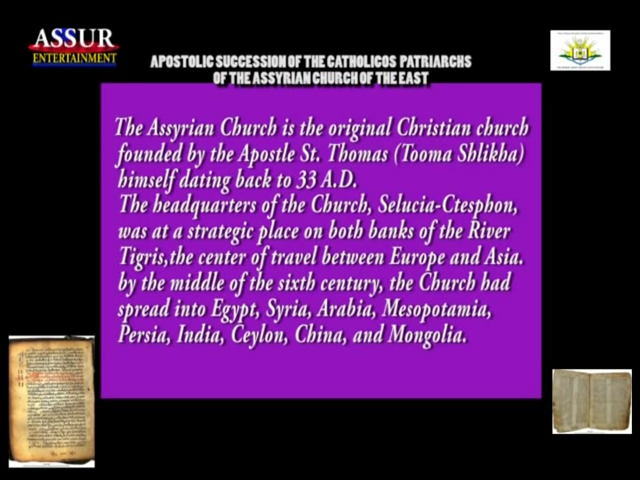 ASSUR
ENTERTAINMENT
APOSTOLIC SUCCESSION OF THE CATHOLICOS PATRIARCHS
OF THE ASSYRIAN CHURCH OF THE EAST
The Assyrian Church is the original Christian church
founded by the Apostle St. Thomas (Tooma Shlikha)
himself dating back to 33 A.D.
The headquarters of the Church, Selucia-Ctesphon,
was at a strategic place on both banks of the River
Tigris,the center of travel between Europe and Asia.
by the middle of the sixth century, the Church had
spread into Egypt, Syria, Arabia, Mesopotamia,
Persia, India, Ceylon, China, and Mongolia.